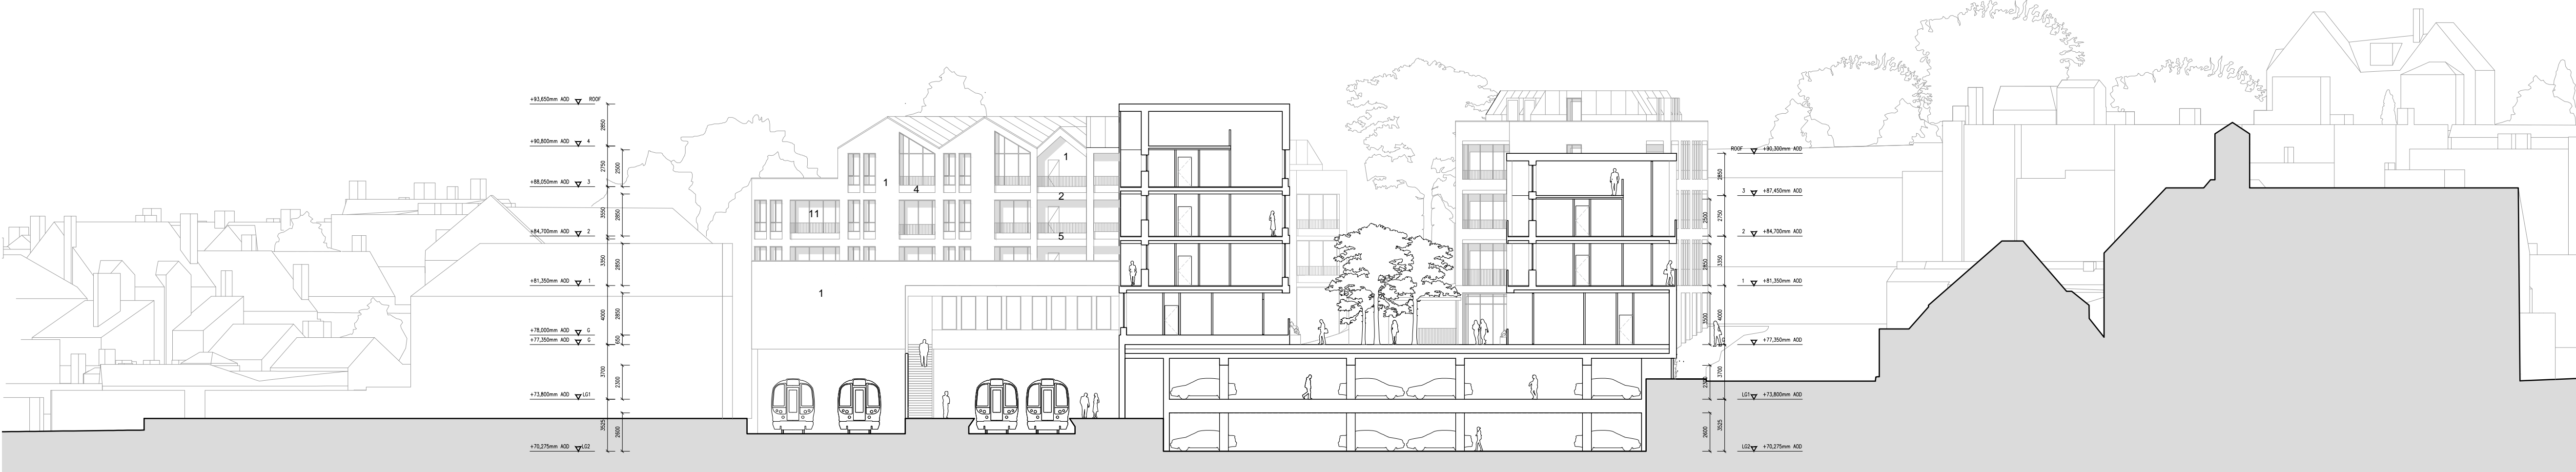 +93,650mm AOD ROOF
2850
+90,800mm AOD 4
2750
2500
+88,050mm AOD 3
3550
2850
+84,700mm AOD 2
3350
2850
+81,350mm AOD 1
4000
2850
+78,000mm AOD G
650
+77,350mm AOD G
3700
2300
+73,800mm AOD LG1
3525
2600
+70,275mm AOD LG2
1
1
4
2
11
5
1
ROOF +90,300mm AOD
2850
3 +87,450mm AOD
2500
2750
2 +84,700mm AOD
2850
3350
1 +81,350mm AOD
3500
4000
+77,350mm AOD
3700
LG1 +73,800mm AOD
2600
3525
LG2 +70,275mm AOD